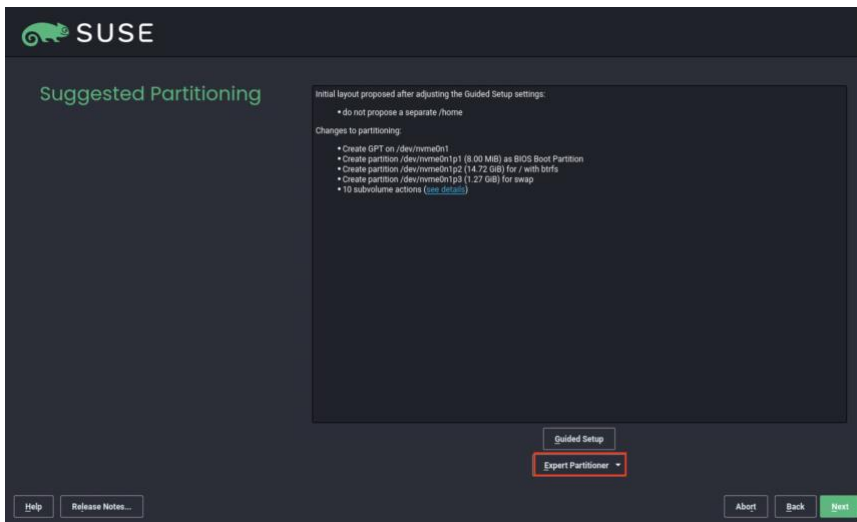 SUSE
Suggested Partitioning
Initial layout proposed after adjusting the Guided Setup settings:
• do not propose a separate /home
Changes to partitioning:
• Create GPT on /dev/nvme0n1
• Create partition /dev/nvme0n1p1 (8.00 MiB) as BIOS Boot Partition
• Create partition /dev/nvme0n1p2 (14.72 GiB) for / with btrfs
• Create partition /dev/nvme0n1p3 (1.27 GiB) for swap
• 10 subvolume actions (see details)
Guided Setup
Expert Partitioner
Help
Release Notes...
Abort
Back
Next